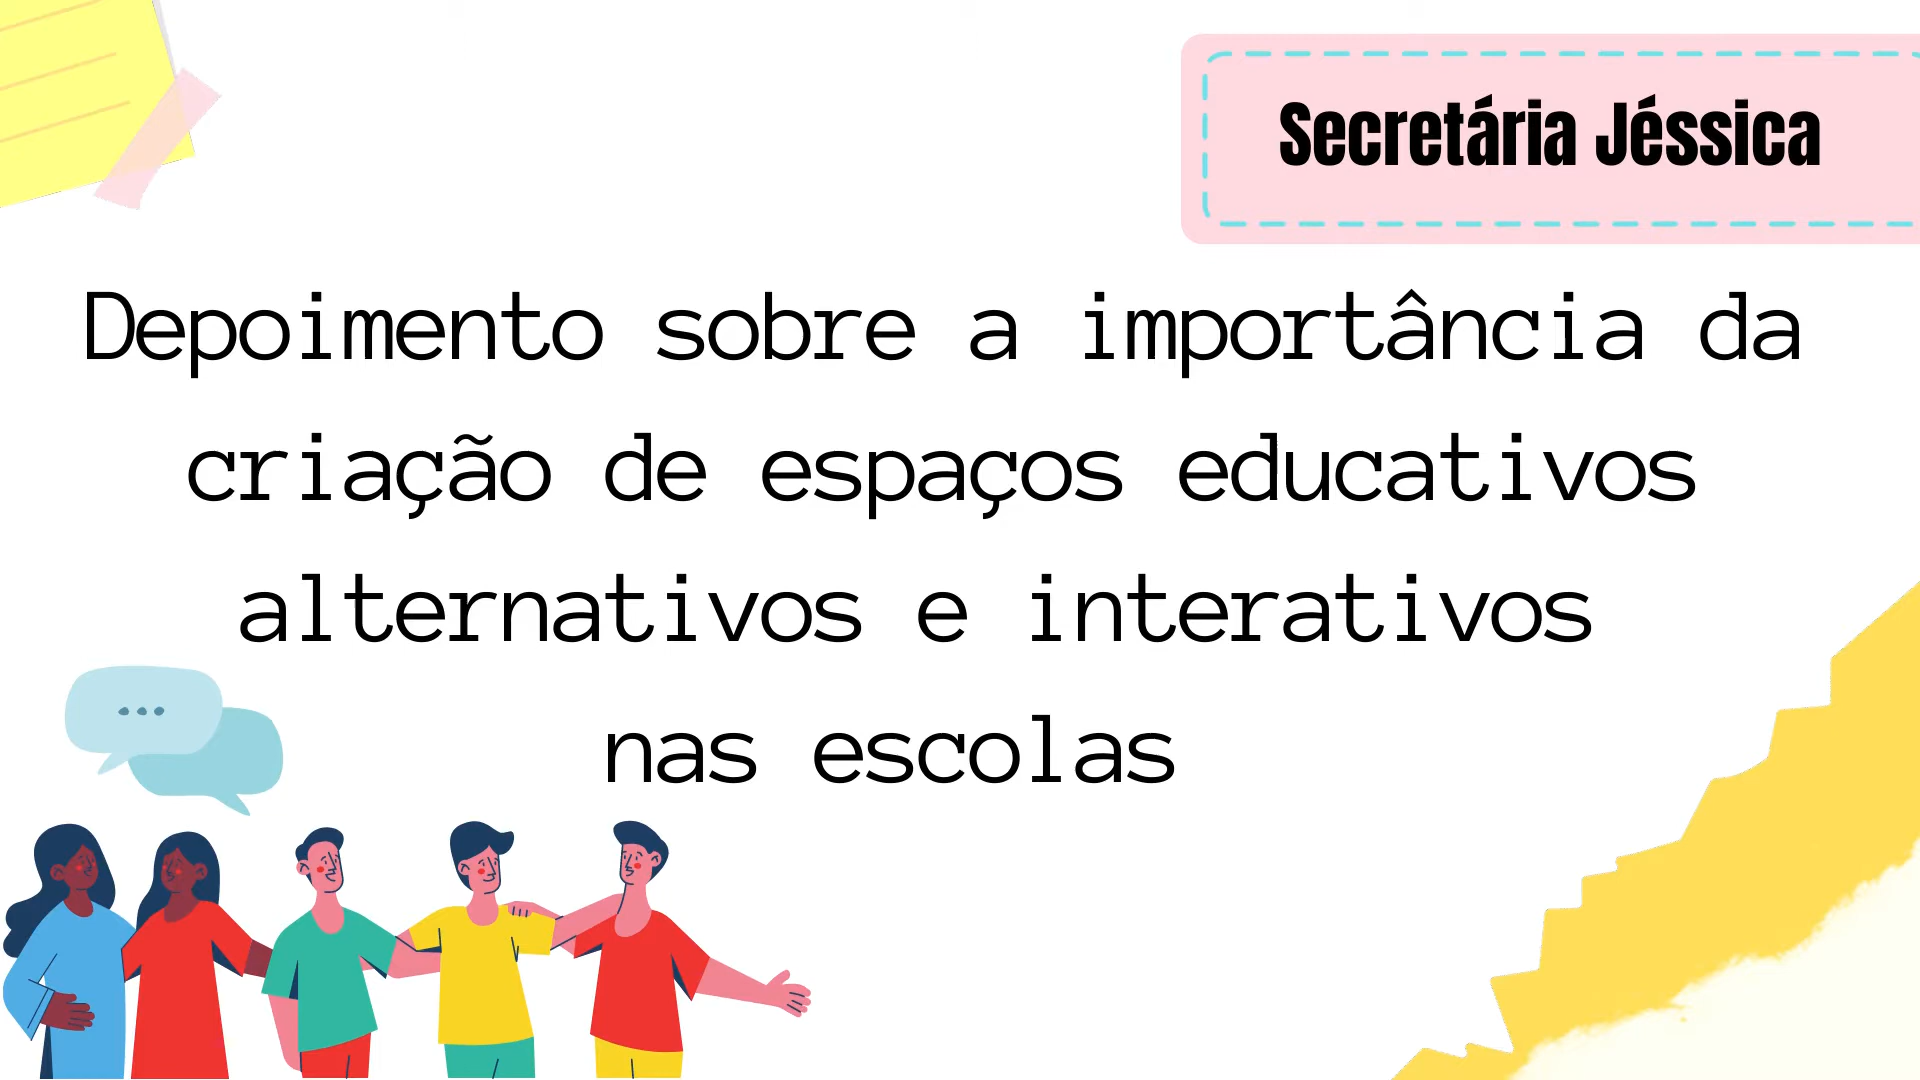 Secretária Jéssica
Depoimento sobre a importância da
criação de espaços educativos
alternativos e interativos
nas escolas